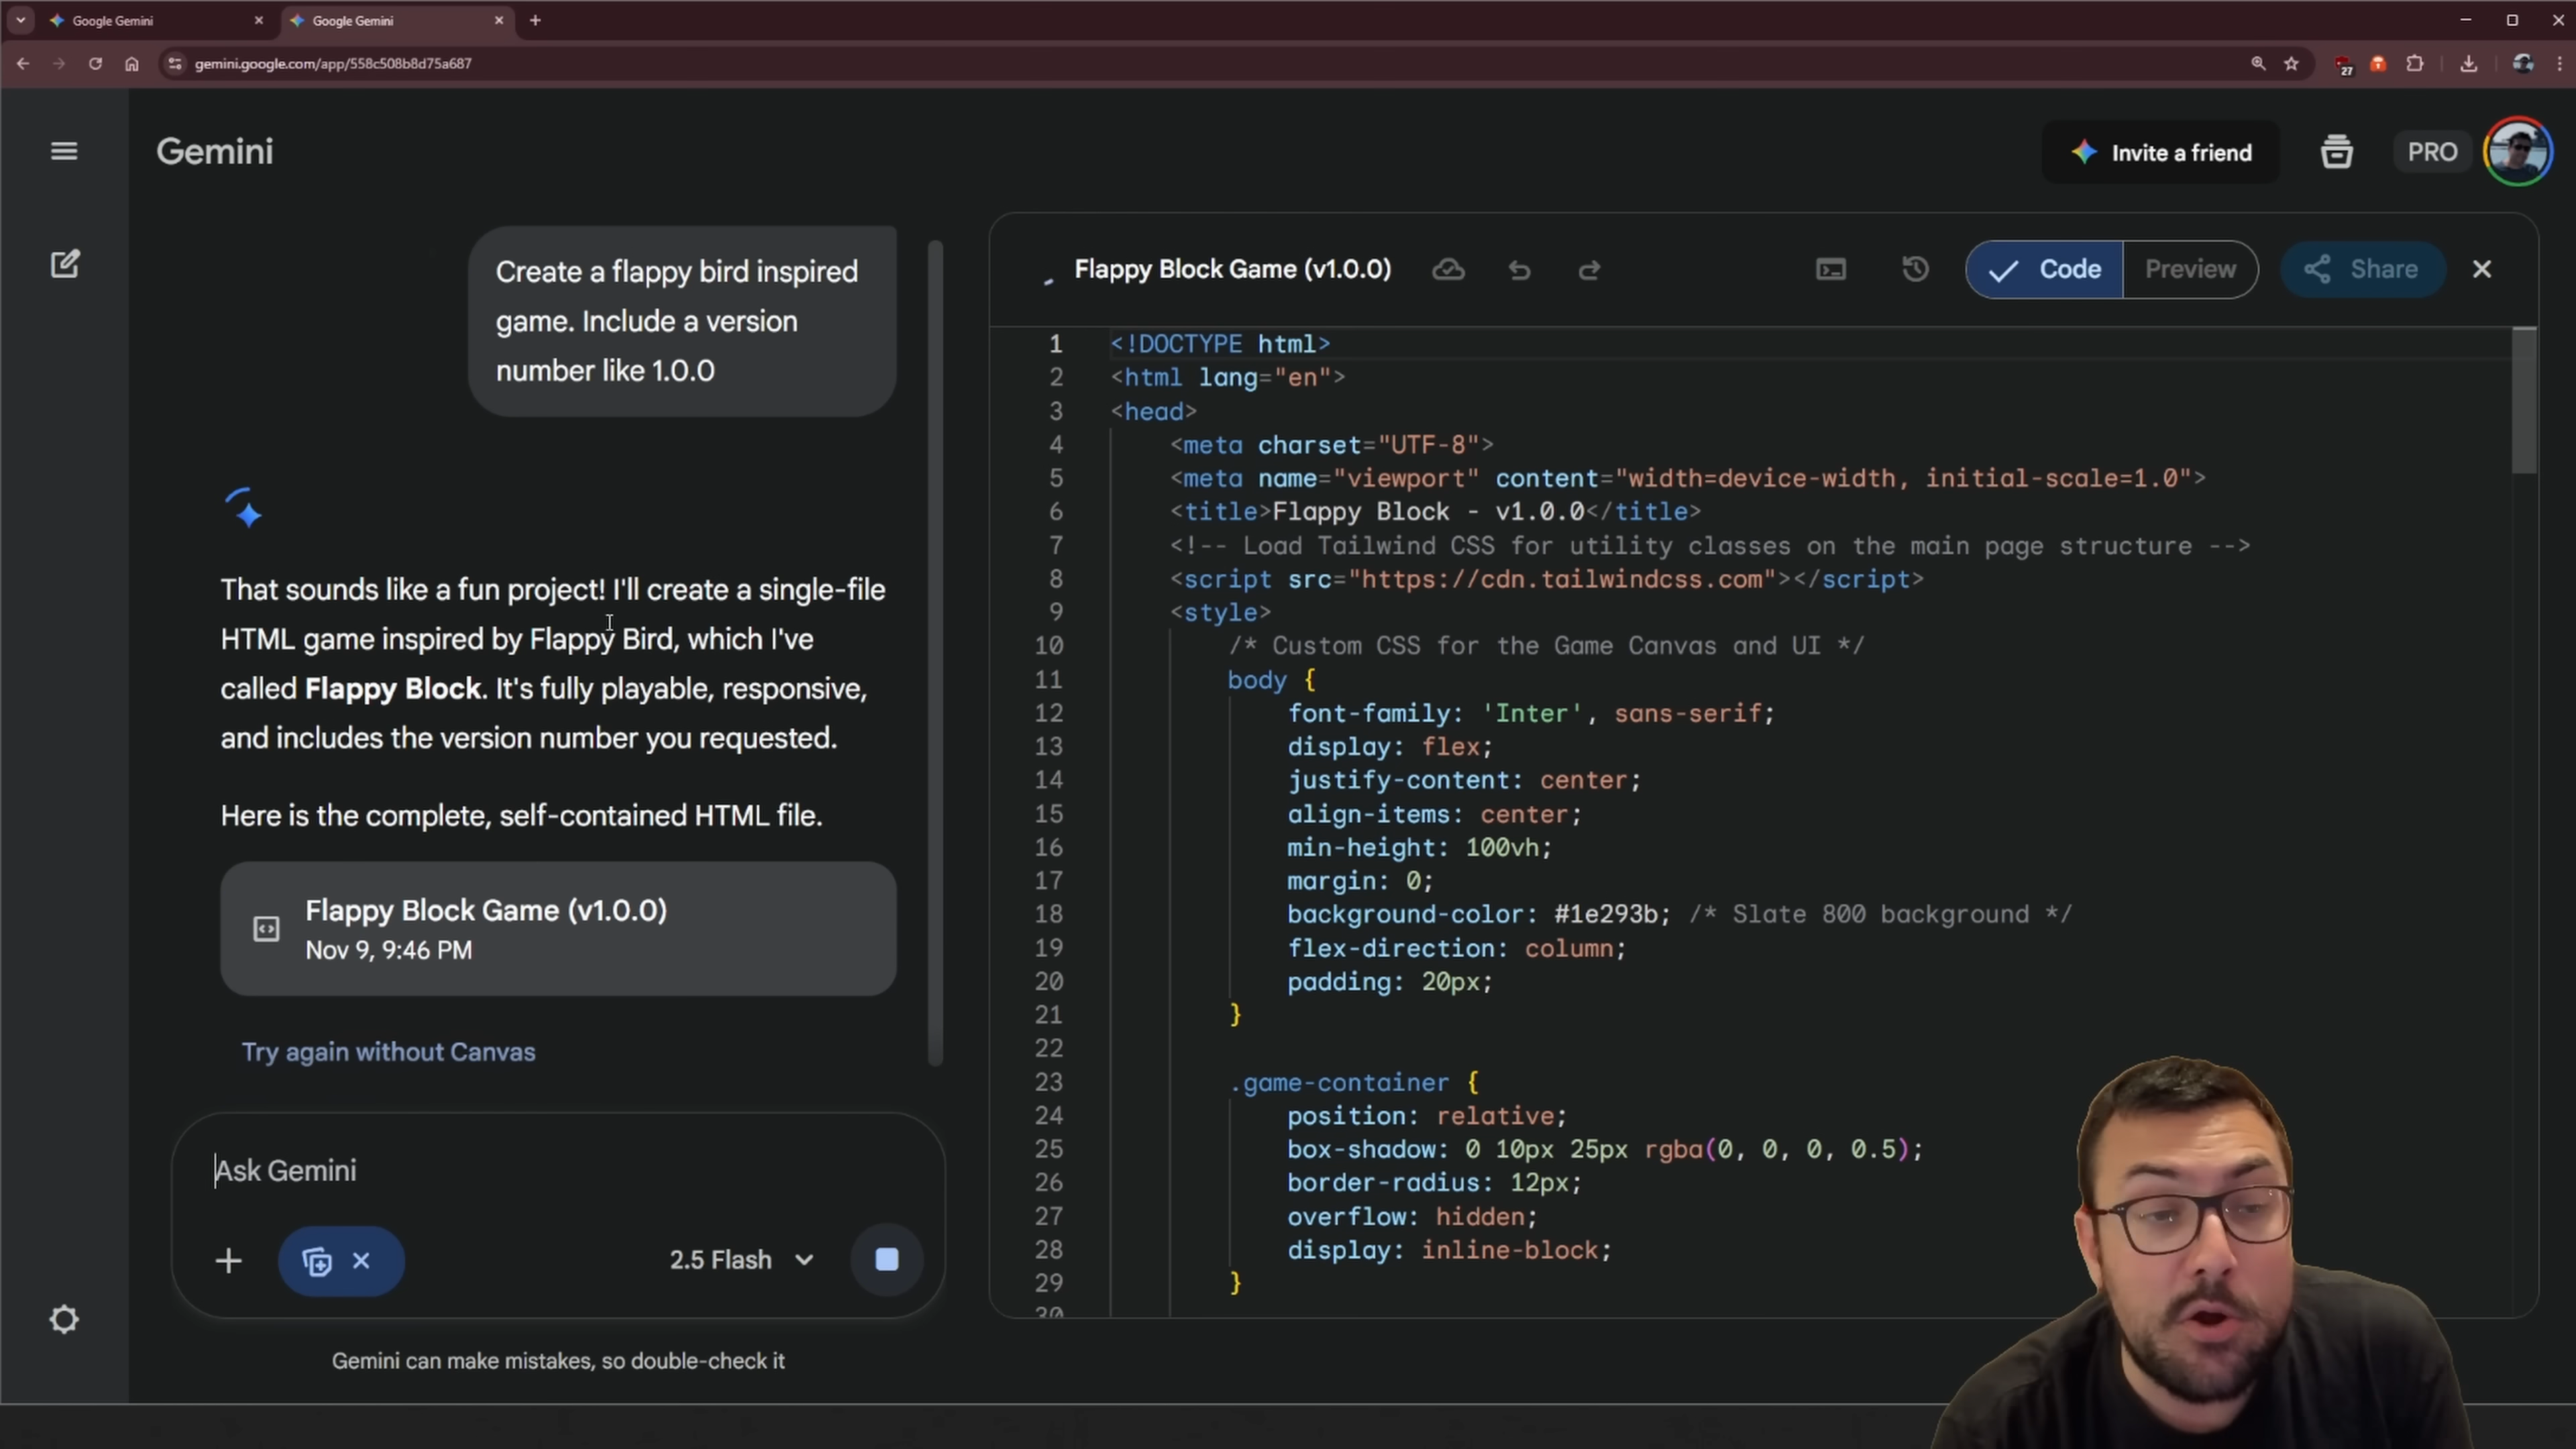 Google Gemini
Google Gemini
gemini.google.com/app/558c508b8d75a687
27
Gemini
Invite a friend
PRO
Create a flappy bird inspired
game. Include a version
number like 1.0.0
That sounds like a fun project! I'll create a single-file
HTML game inspired by Flappy Bird, which I've
called Flappy Block. It's fully playable, responsive,
and includes the version number you requested.
Here is the complete, self-contained HTML file.
Flappy Block Game (v1.0.0)
Nov 9, 9:46 PM
Try again without Canvas
Ask Gemini
2.5 Flash
Gemini can make mistakes, so double-check it
Flappy Block Game (v1.0.0)
Code
Preview
Share
1 <!DOCTYPE html>
2 <html lang="en">
3 <head>
4 <meta charset="UTF-8">
5 <meta name="viewport" content="width=device-width, initial-scale=1.0">
6 <title>Flappy Block - v1.0.0</title>
7 <!-- Load Tailwind CSS for utility classes on the main page structure -->
8 <script src="https://cdn.tailwindcss.com"></script>
9 <style>
10 /* Custom CSS for the Game Canvas and UI */
11 body {
12 font-family: 'Inter', sans-serif;
13 display: flex;
14 justify-content: center;
15 align-items: center;
16 min-height: 100vh;
17 margin: 0;
18 background-color: #1e293b; /* Slate 800 background */
19 flex-direction: column;
20 padding: 20px;
21 }
22
23 .game-container {
24 position: relative;
25 box-shadow: 0 10px 25px rgba(0, 0, 0, 0.5);
26 border-radius: 12px;
27 overflow: hidden;
28 display: inline-block;
29 }
30